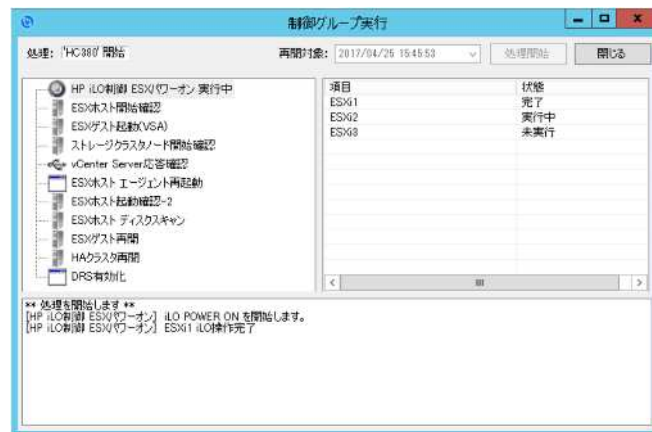 制御グループ実行
処理: 'HC380' 開始
再開対象: 2017/04/25 15:45:53
処理開始
閉じる
HP iLO制御 ESXパワーオン 実行中
ESXホスト開始確認
ESXゲスト起動(VSA)
ストレージクラスタノード開始確認
vCenter Server応答確認
ESXホスト エージェント再起動
ESXホスト起動確認-2
ESXホスト ディスクスキャン
ESXゲスト再開
HAクラスタ再開
DRS有効化
項目 状態
ESXi1 完了
ESXi2 実行中
ESXi3 未実行
** 処理を開始します **
[HP iLO制御 ESXパワーオン] iLO POWER ON を開始します。
[HP iLO制御 ESXパワーオン] ESXi1 iLO操作完了